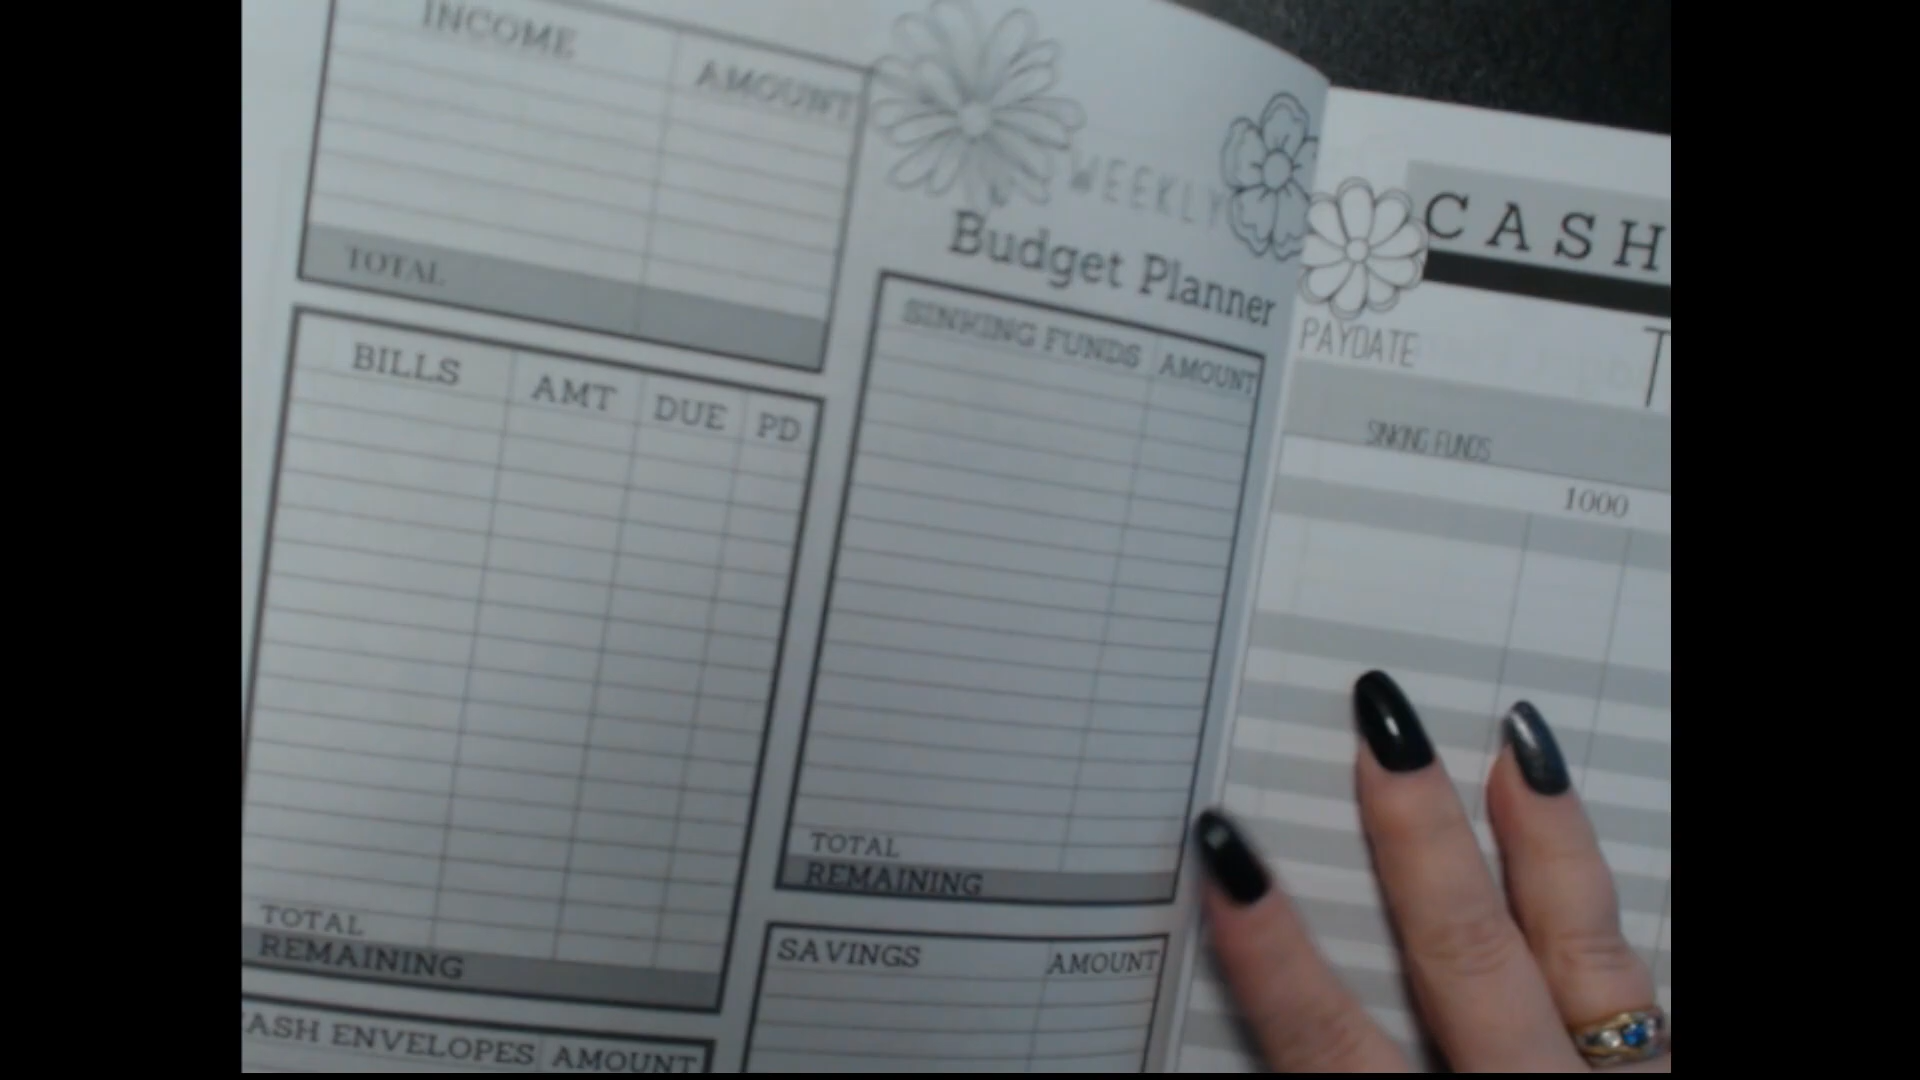 INCOME AMOUNT
TOTAL
BILLS AMT DUE PD
TOTAL
REMAINING
ASH ENVELOPES AMOUNT
WEEKLY
Budget Planner
SINKING FUNDS AMOUNT
TOTAL
REMAINING
SAVINGS AMOUNT
CASH
PAYDATE T
SINKING FUNDS
1000